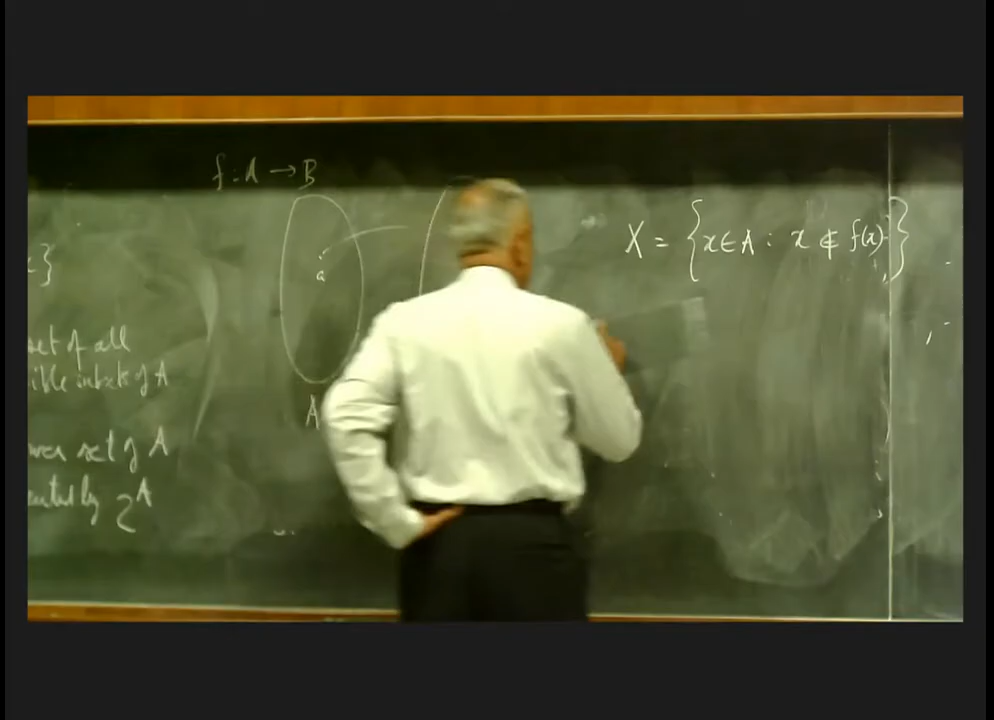 f : A → B
}
set of all
ible subsets of A
wer set of A
ented by 2^A
a
A
X = { x ∈ A : x ∉ f(x) }